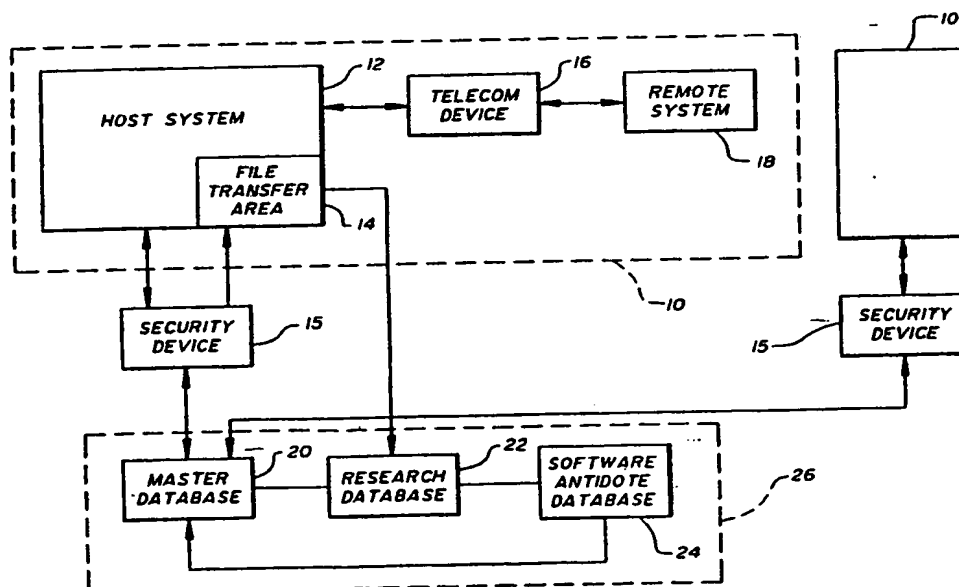 10
12
16
HOST SYSTEM
TELECOM
DEVICE
REMOTE
SYSTEM
18
FILE
TRANSFER
AREA
14
10
SECURITY
DEVICE
15
SECURITY
DEVICE
15
20
MASTER
DATABASE
22
RESEARCH
DATABASE
SOFTWARE
ANTIDOTE
DATABASE
24
26